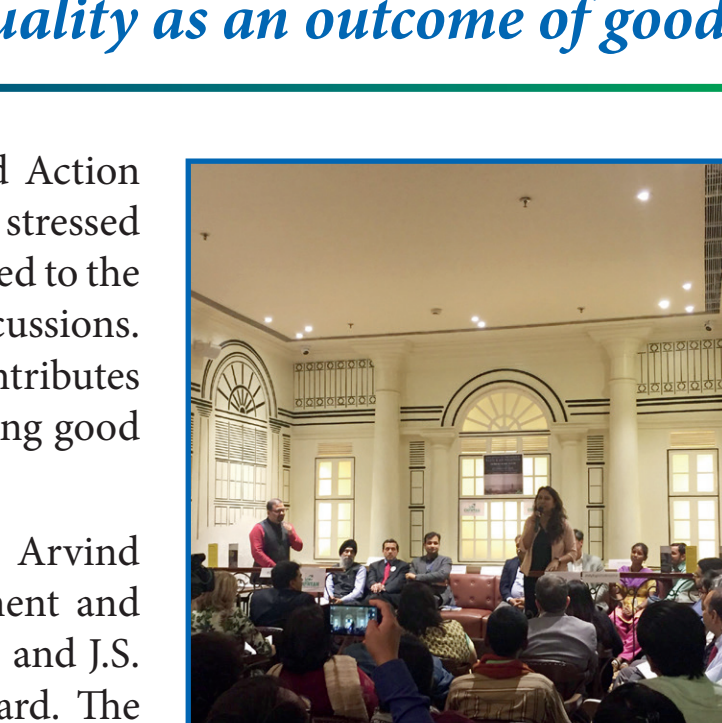 uality as an outcome of good
d Action
stressed
ed to the
cussions.
ntributes
ng good
Arvind
ment and
and J.S.
ard. The